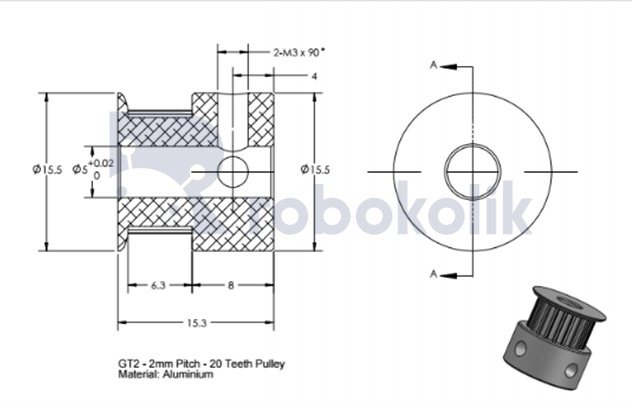 2-M3 x 90°
4
A
Ø15.5
Ø5 +0.02
0
Ø15.5
robokolik
A
6.3
8
15.3
GT2 - 2mm Pitch - 20 Teeth Pulley
Material: Aluminium